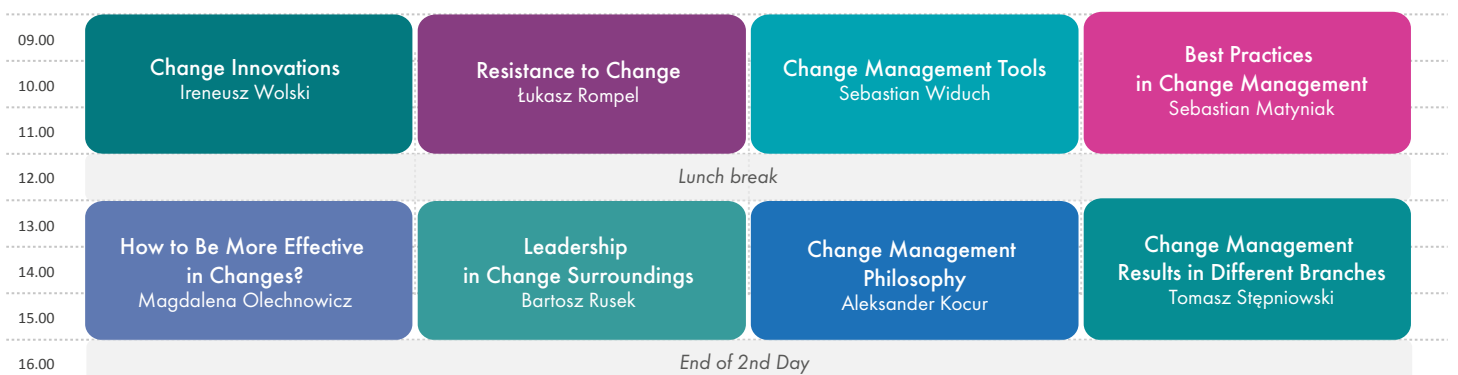 09.00
10.00
11.00
Change Innovations
Ireneusz Wolski
Resistance to Change
Łukasz Rompel
Change Management Tools
Sebastian Widuch
Best Practices
in Change Management
Sebastian Matyniak
12.00
Lunch break
13.00
14.00
15.00
How to Be More Effective
in Changes?
Magdalena Olechnowicz
Leadership
in Change Surroundings
Bartosz Rusek
Change Management
Philosophy
Aleksander Kocur
Change Management
Results in Different Branches
Tomasz Stępniowski
16.00
End of 2nd Day